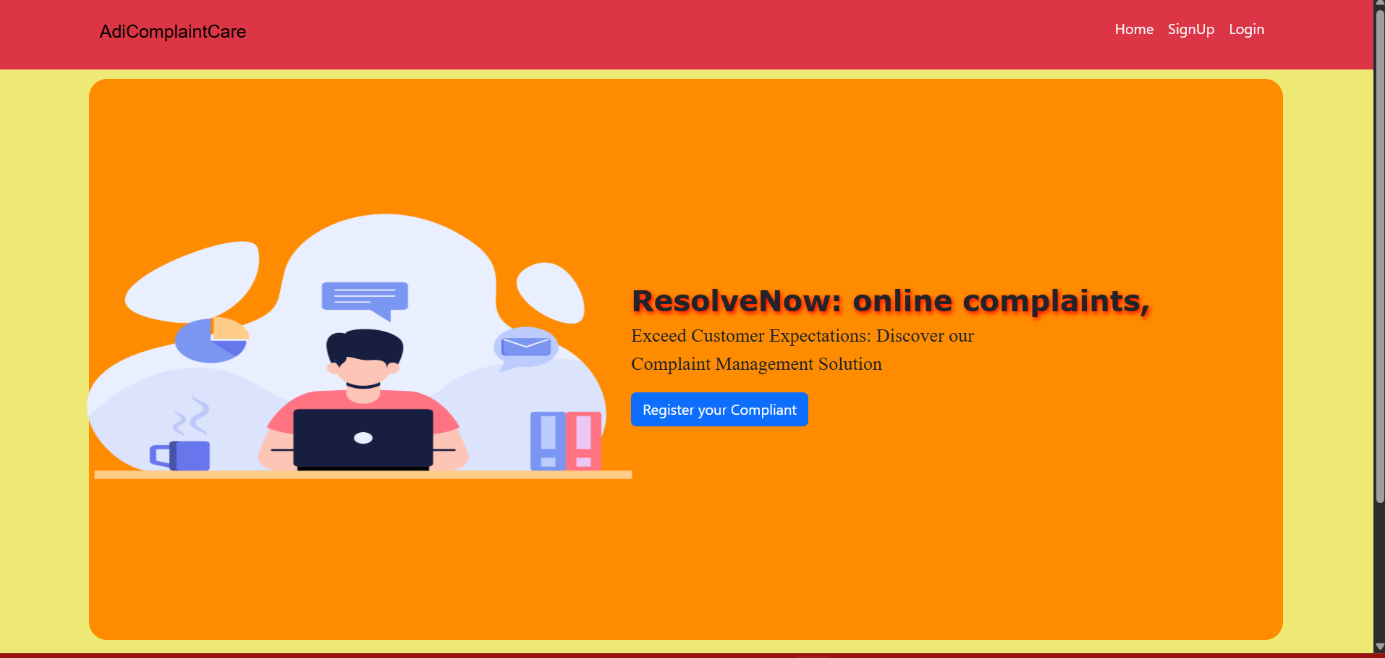 AdiComplaintCare
Home SignUp Login
ResolveNow: online complaints,
Exceed Customer Expectations: Discover our
Complaint Management Solution
Register your Compliant